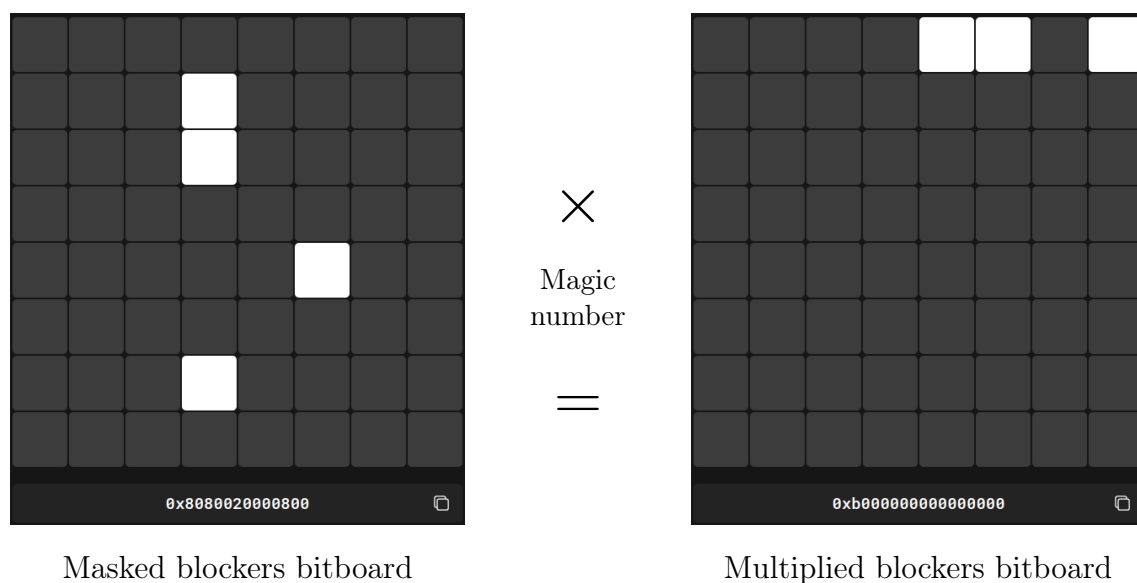 ×
Magic
number
=
0x8080020000800
0xb000000000000000
Masked blockers bitboard
Multiplied blockers bitboard